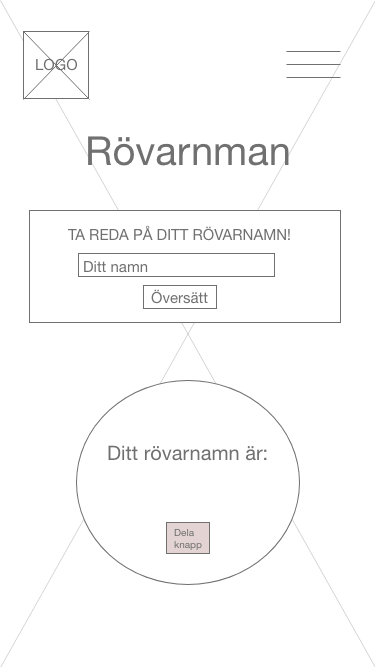 LOGO
Rövarnman
TA REDA PÅ DITT RÖVARNAMN!
Ditt namn
Översätt
Ditt rövarnamn är:
Dela
knapp